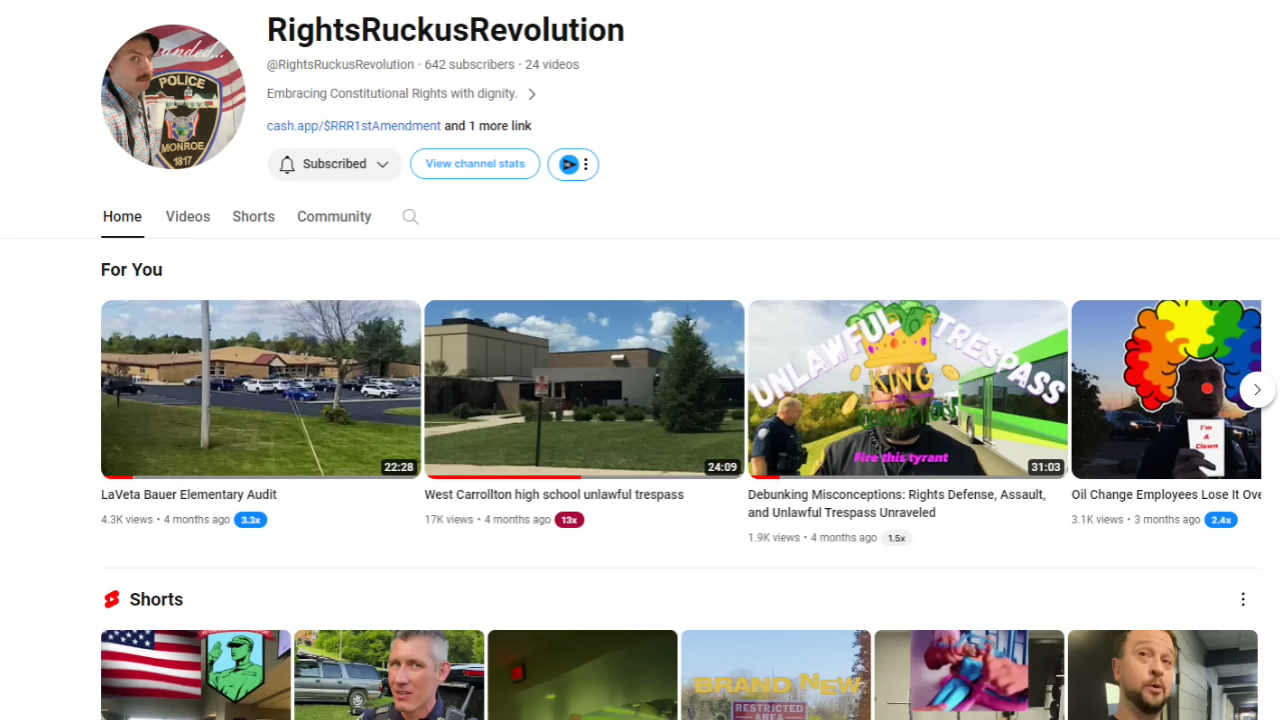 RightsRuckusRevolution
@RightsRuckusRevolution · 642 subscribers · 24 videos
Embracing Constitutional Rights with dignity.
cash.app/$RRR1stAmendment and 1 more link
Subscribed
View channel stats
POLICE
MONROE
1817
Home Videos Shorts Community
For You
22:28
24:09
UNLAWFUL TRESPASS
KING
Fire this tyrant
31:03
I'm
A
Clown
LaVeta Bauer Elementary Audit
4.3K views • 4 months ago 3.3x
West Carrollton high school unlawful trespass
17K views • 4 months ago 13x
Debunking Misconceptions: Rights Defense, Assault,
and Unlawful Trespass Unraveled
1.9K views • 4 months ago 1.5x
Oil Change Employees Lose It Ove
3.1K views • 3 months ago 2.4x
Shorts
BRAND NEW
RESTRICTED
AREA